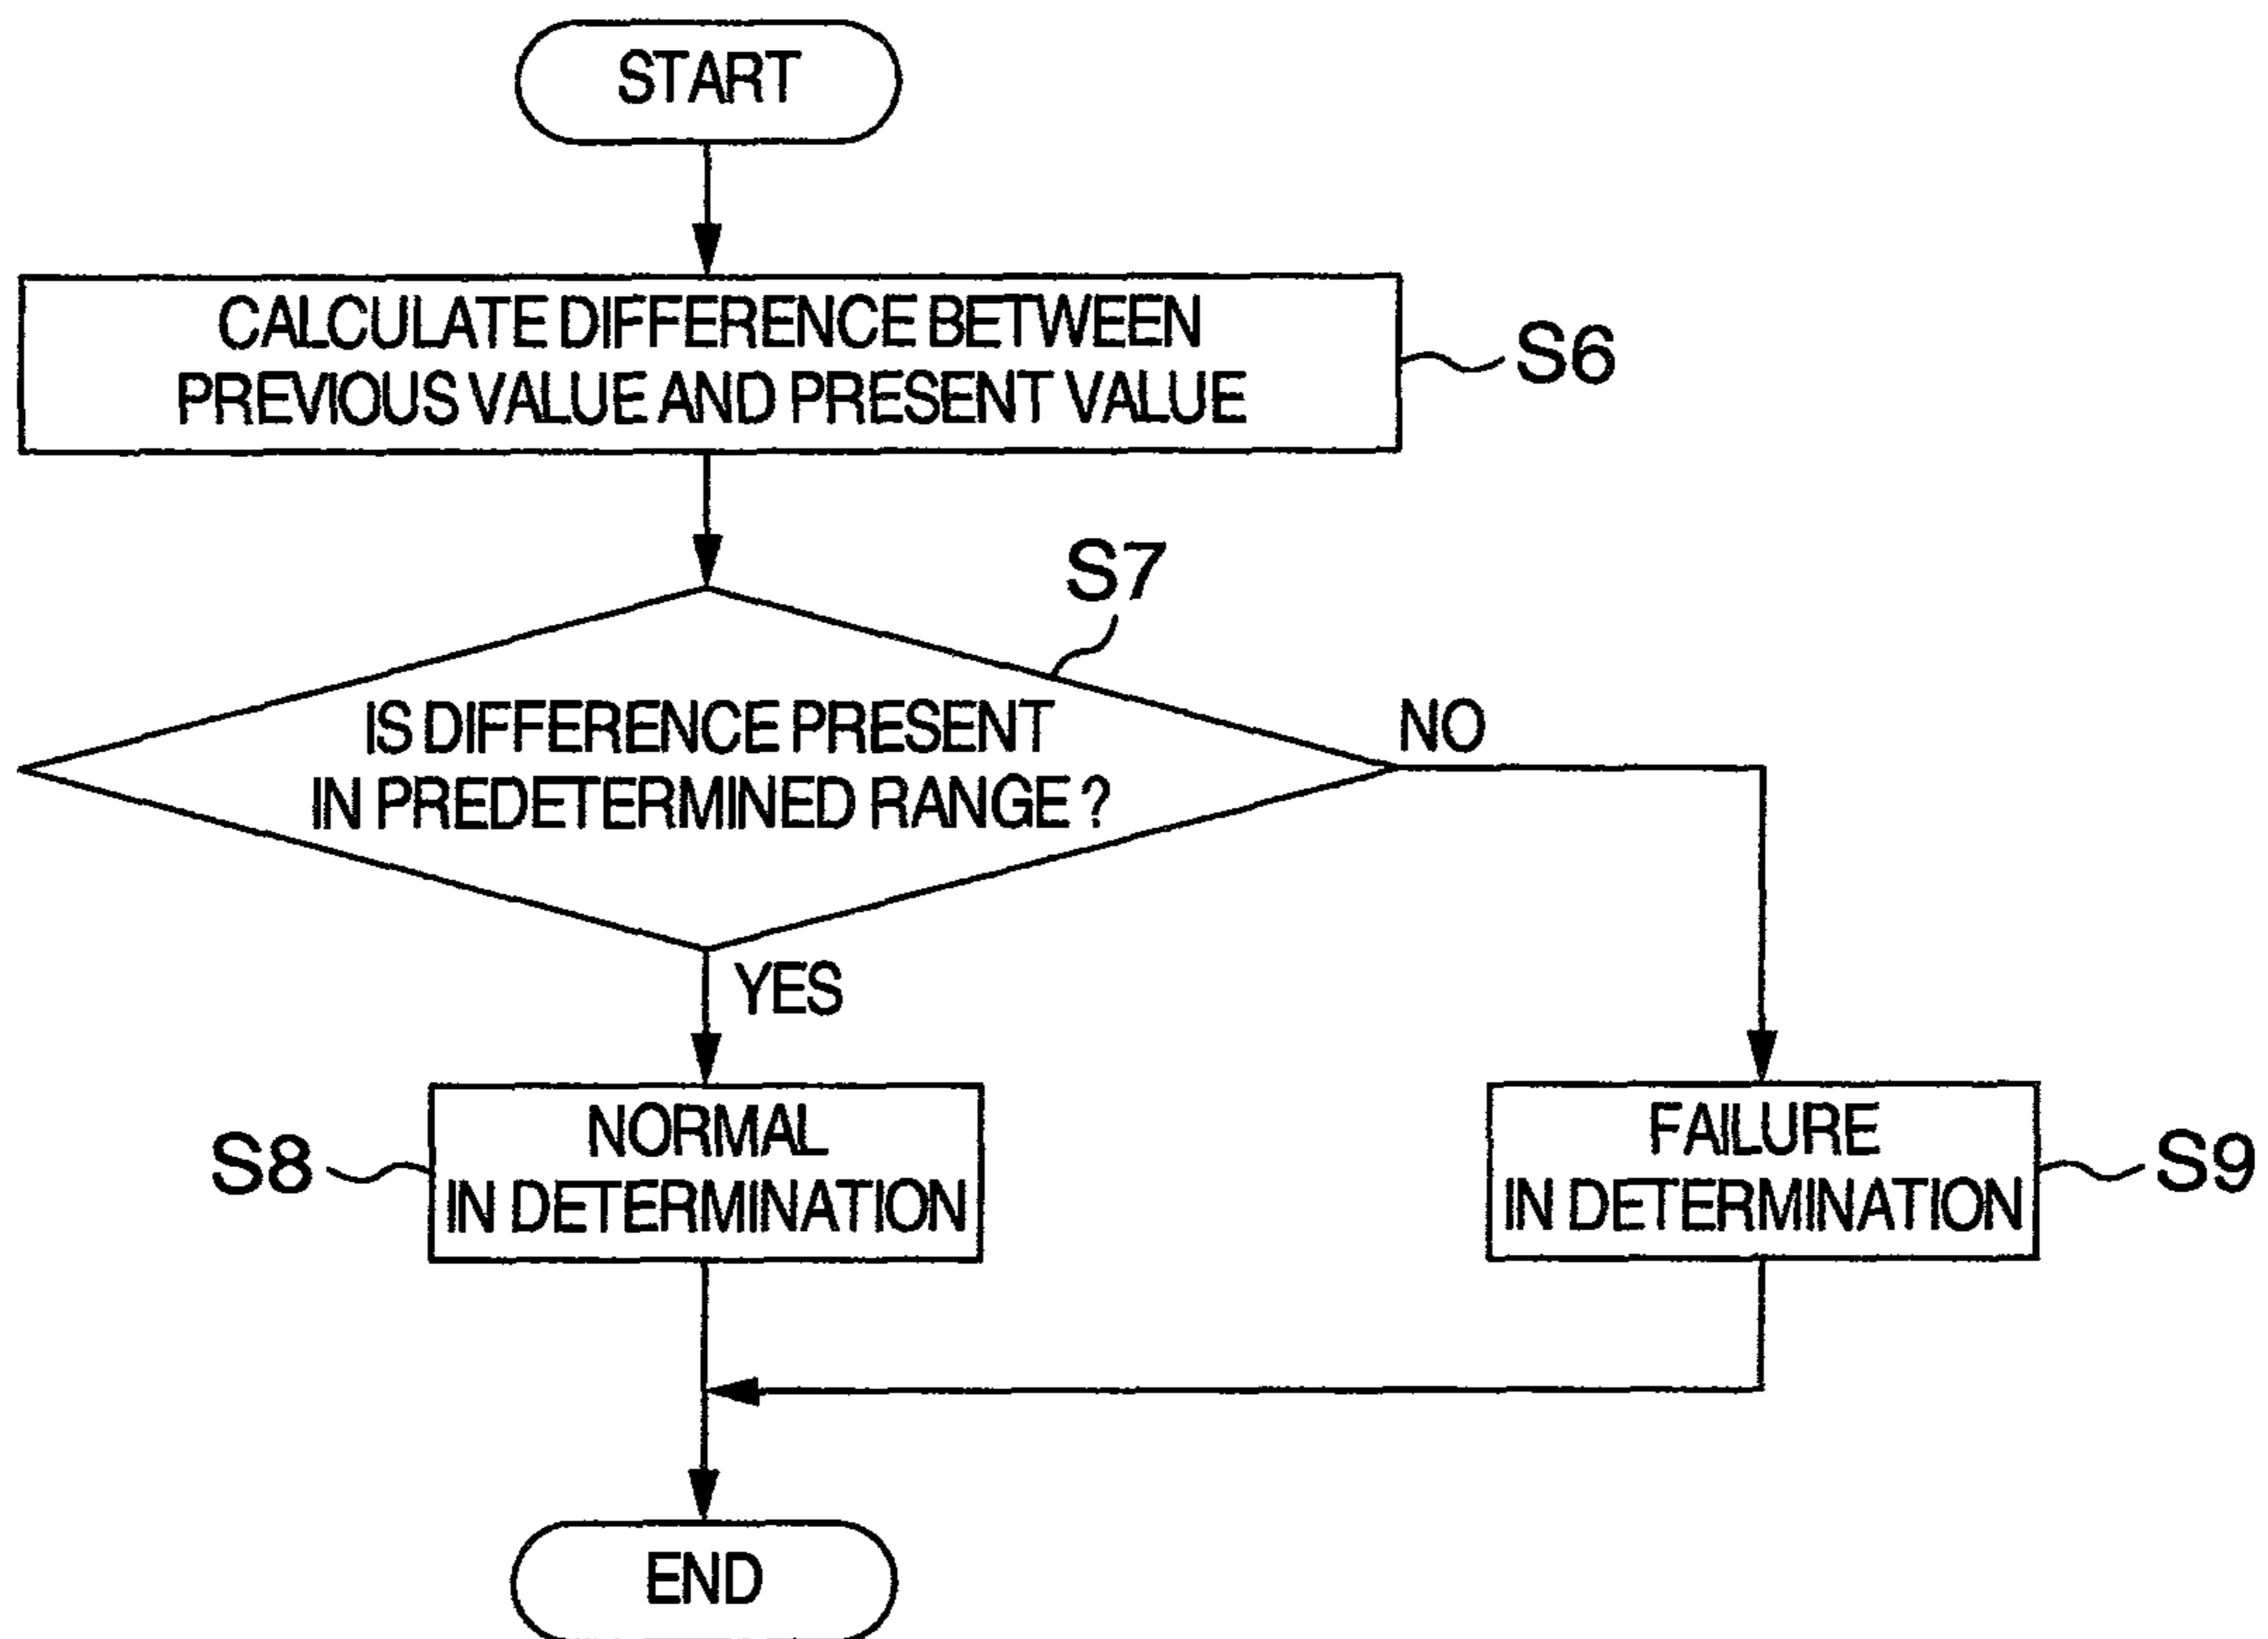 START
CALCULATE DIFFERENCE BETWEEN
PREVIOUS VALUE AND PRESENT VALUE
S6
S7
IS DIFFERENCE PRESENT
IN PREDETERMINED RANGE ?
NO
YES
S8
NORMAL
IN DETERMINATION
FAILURE
IN DETERMINATION
S9
END